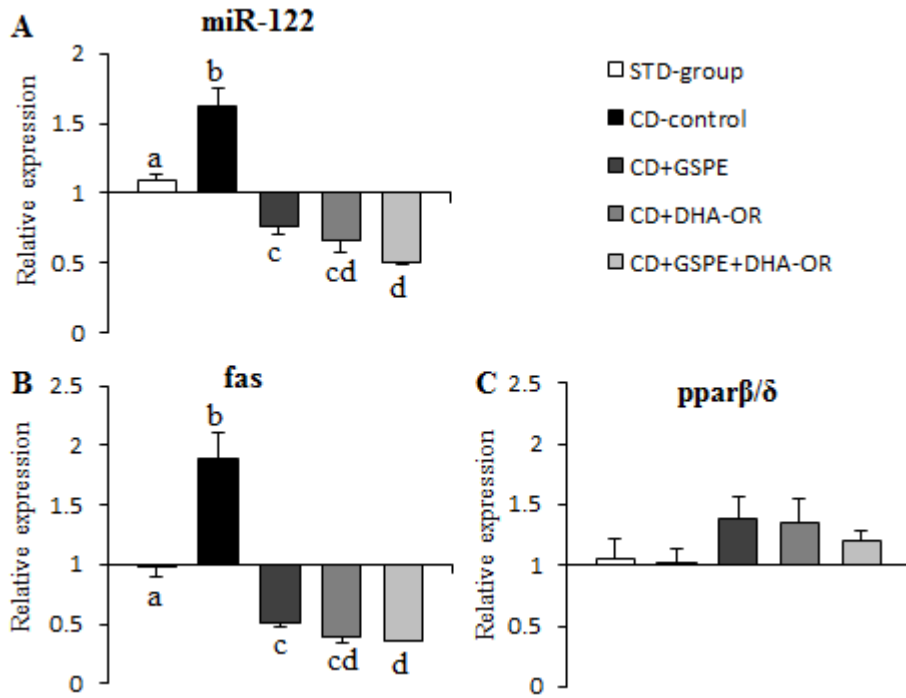 A
miR-122
Relative expression
2
1.5
1
0.5
0
a
b
c
cd
d
STD-group
CD-control
CD+GSPE
CD+DHA-OR
CD+GSPE+DHA-OR
B
fas
Relative expression
2.5
2
1.5
1
0.5
0
a
b
c
cd
d
C
pparβ/δ
Relative expression
2.5
2
1.5
1
0.5
0